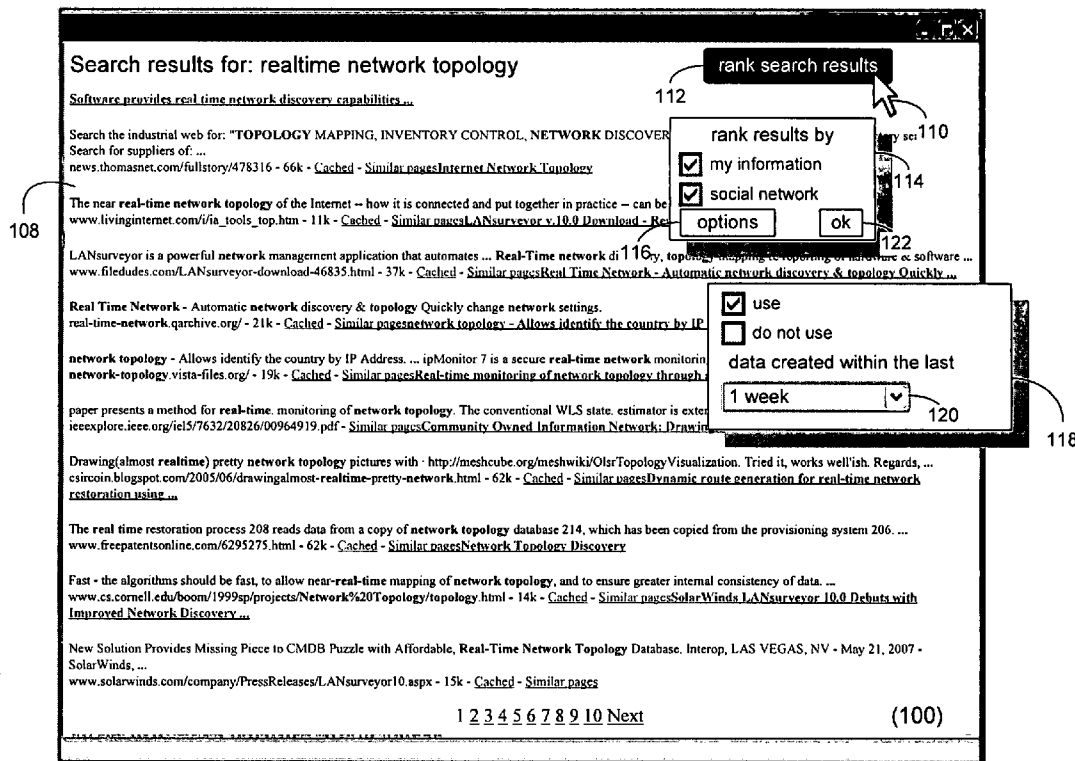 Search results for: realtime network topology
rank search results
112
110
Software provides real time network discovery capabilities ...
Search the industrial web for: "TOPOLOGY MAPPING, INVENTORY CONTROL, NETWORK DISCOVER
Search for suppliers of: ...
news.thomasnet.com/fullstory/478316 - 66k - Cached - Similar pagesInternet Network Topology
rank results by
my information
social network
options
ok
114
116
122
108
The near real-time network topology of the Internet -- how it is connected and put together in practice -- can be
www.livinginternet.com/i/ia_tools_top.htm - 11k - Cached - Similar pagesLANsurveyor v.10.0 Download - Re
LANsurveyor is a powerful network management application that automates ... Real-Time network di ry, topology mapping & reporting of hardware & software ...
www.filedudes.com/LANsurveyor-download-46835.html - 37k - Cached - Similar pagesReal Time Network - Automatic network discovery & topology Quickly ...
Real Time Network - Automatic network discovery & topology Quickly change network settings.
real-time-network.qarchive.org/ - 21k - Cached - Similar pagesnetwork topology - Allows identify the country by IP
network topology - Allows identify the country by IP Address. ... ipMonitor 7 is a secure real-time network monitorin
network-topology.vista-files.org/ - 19k - Cached - Similar pagesReal-time monitoring of network topology through
use
do not use
data created within the last
1 week
120
118
paper presents a method for real-time. monitoring of network topology. The conventional WLS state. estimator is exter
ieeexplore.ieee.org/iel5/7632/20826/00964919.pdf - Similar pagesCommunity Owned Information Network: Drawin
Drawing(almost realtime) pretty network topology pictures with · http://meshcube.org/meshwiki/OlsrTopologyVisualization. Tried it, works well'ish. Regards, ...
csircoin.blogspot.com/2005/06/drawingalmost-realtime-pretty-network.html - 62k - Cached - Similar pagesDynamic route generation for real-time network
restoration using ...
The real time restoration process 208 reads data from a copy of network topology database 214, which has been copied from the provisioning system 206. ...
www.freepatentsonline.com/6295275.html - 62k - Cached - Similar pagesNetwork Topology Discovery
Fast - the algorithms should be fast, to allow near-real-time mapping of network topology, and to ensure greater internal consistency of data. ...
www.cs.cornell.edu/boom/1999sp/projects/Network%20Topology/topology.html - 14k - Cached - Similar pagesSolarWinds LANsurveyor 10.0 Debuts with
Improved Network Discovery ...
New Solution Provides Missing Piece to CMDB Puzzle with Affordable, Real-Time Network Topology Database. Interop, LAS VEGAS, NV - May 21, 2007 -
SolarWinds, ...
www.solarwinds.com/company/PressReleases/LANsurveyor10.aspx - 15k - Cached - Similar pages
1 2 3 4 5 6 7 8 9 10 Next
(100)